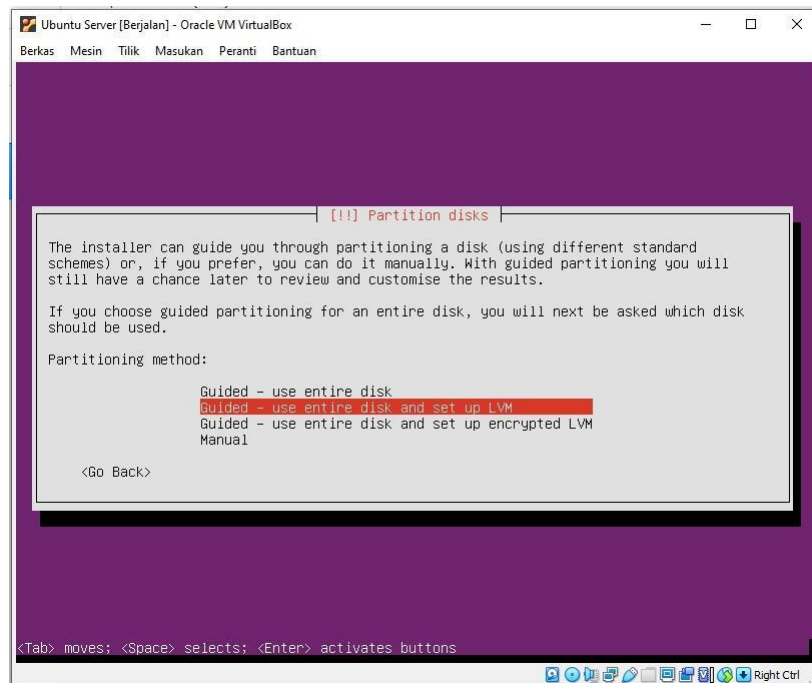 Ubuntu Server [Berjalan] - Oracle VM VirtualBox
Berkas Mesin Tilik Masukan Peranti Bantuan
[!!] Partition disks
The installer can guide you through partitioning a disk (using different standard
schemes) or, if you prefer, you can do it manually. With guided partitioning you will
still have a chance later to review and customise the results.
If you choose guided partitioning for an entire disk, you will next be asked which disk
should be used.
Partitioning method:
Guided - use entire disk
Guided - use entire disk and set up LVM
Guided - use entire disk and set up encrypted LVM
Manual
<Go Back>
<Tab> moves; <Space> selects; <Enter> activates buttons
Right Ctrl